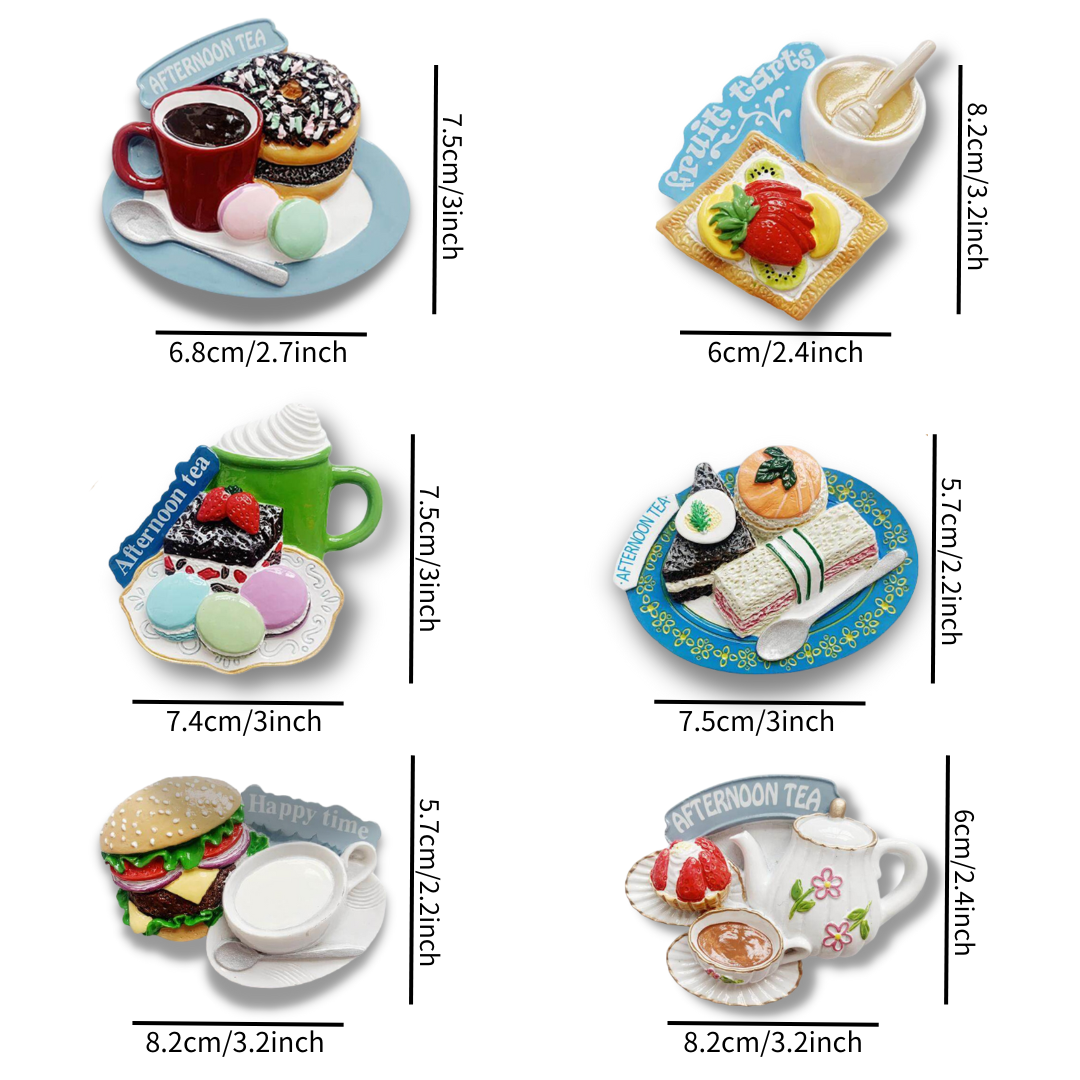 AFTERNOON TEA
7.5cm/3inch
6.8cm/2.7inch
fruit tarts
8.2cm/3.2inch
6cm/2.4inch
Afternoon tea
7.5cm/3inch
7.4cm/3inch
·AFTERNOON TEA·
5.7cm/2.2inch
7.5cm/3inch
Happy time
5.7cm/2.2inch
8.2cm/3.2inch
AFTERNOON TEA
6cm/2.4inch
8.2cm/3.2inch